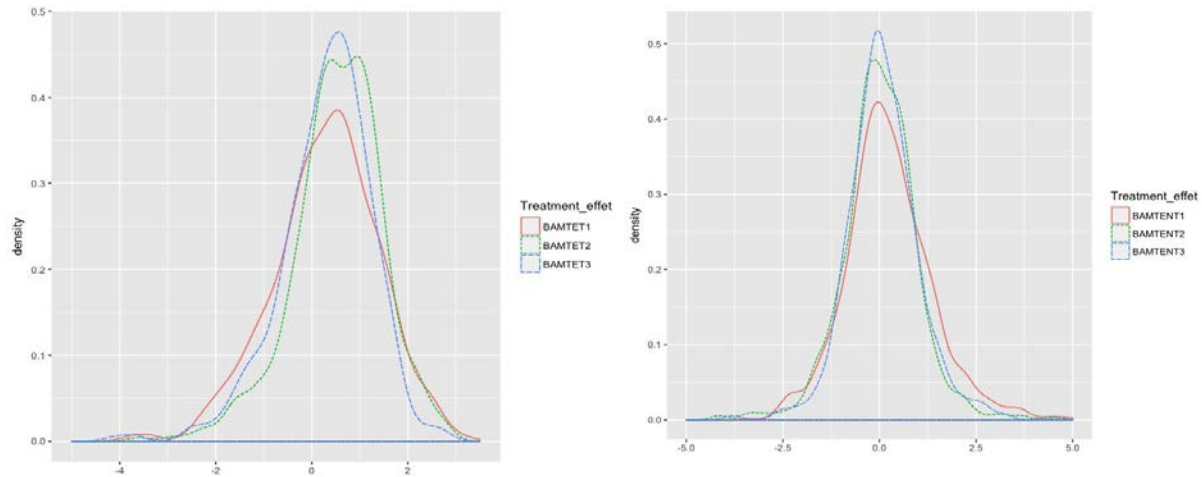 0.5
0.4
0.3
0.2
0.1
0.0
density
-4
-2
0
2
Treatment_effet
BAMTET1
BAMTET2
BAMTET3
0.5
0.4
0.3
0.2
0.1
0.0
density
-5.0
-2.5
0.0
2.5
5.0
Treatment_effet
BAMTENT1
BAMTENT2
BAMTENT3